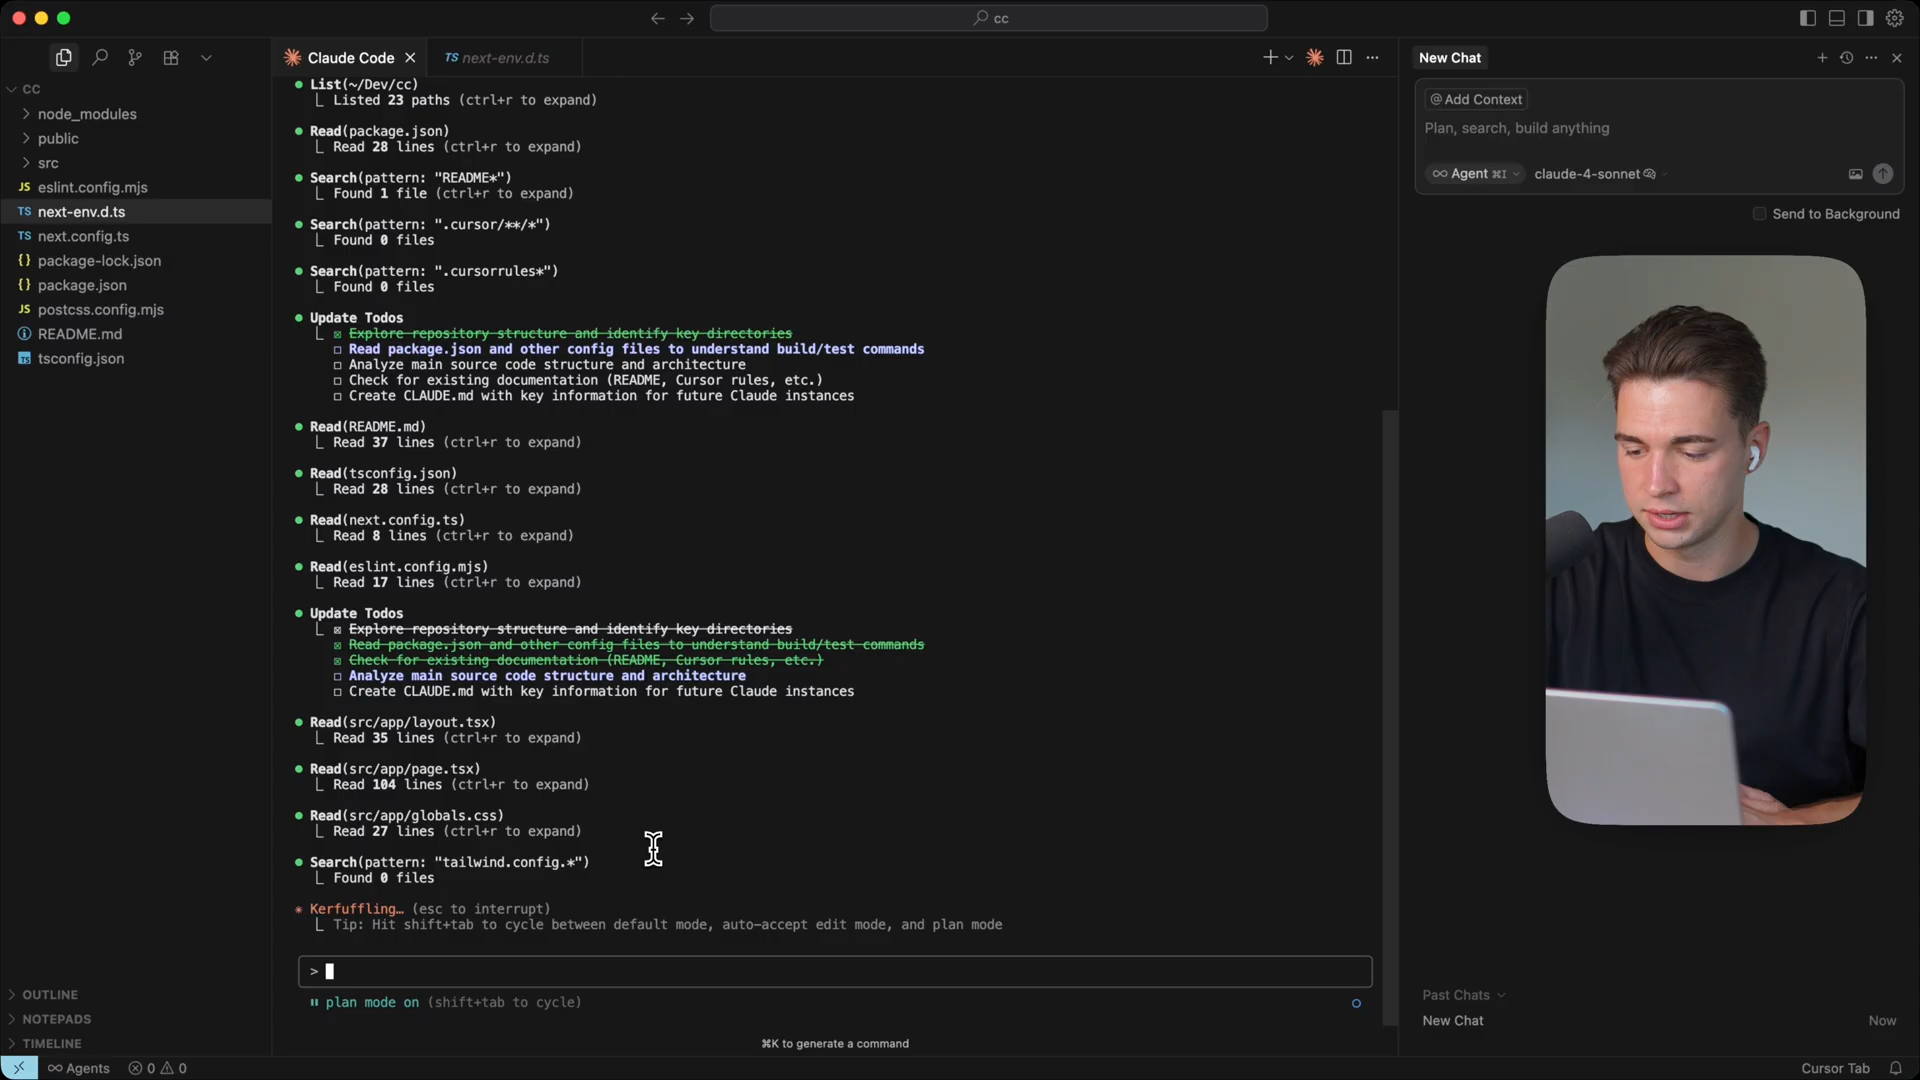 cc
CC
node_modules
public
src
JS eslint.config.mjs
TS next-env.d.ts
TS next.config.ts
{} package-lock.json
{} package.json
JS postcss.config.mjs
README.md
TS tsconfig.json
OUTLINE
NOTEPADS
TIMELINE
Claude Code
TS next-env.d.ts
List(~/Dev/cc)
Listed 23 paths (ctrl+r to expand)
Read(package.json)
Read 28 lines (ctrl+r to expand)
Search(pattern: "README*")
Found 1 file (ctrl+r to expand)
Search(pattern: ".cursor/**/*")
Found 0 files
Search(pattern: ".cursorrules*")
Found 0 files
Update Todos
Explore repository structure and identify key directories
Read package.json and other config files to understand build/test commands
Analyze main source code structure and architecture
Check for existing documentation (README, Cursor rules, etc.)
Create CLAUDE.md with key information for future Claude instances
Read(README.md)
Read 37 lines (ctrl+r to expand)
Read(tsconfig.json)
Read 28 lines (ctrl+r to expand)
Read(next.config.ts)
Read 8 lines (ctrl+r to expand)
Read(eslint.config.mjs)
Read 17 lines (ctrl+r to expand)
Update Todos
Explore repository structure and identify key directories
Read package.json and other config files to understand build/test commands
Check for existing documentation (README, Cursor rules, etc.)
Analyze main source code structure and architecture
Create CLAUDE.md with key information for future Claude instances
Read(src/app/layout.tsx)
Read 35 lines (ctrl+r to expand)
Read(src/app/page.tsx)
Read 104 lines (ctrl+r to expand)
Read(src/app/globals.css)
Read 27 lines (ctrl+r to expand)
Search(pattern: "tailwind.config.*")
Found 0 files
Kerfuffling… (esc to interrupt)
Tip: Hit shift+tab to cycle between default mode, auto-accept edit mode, and plan mode
>
plan mode on (shift+tab to cycle)
⌘K to generate a command
New Chat
@ Add Context
Plan, search, build anything
∞ Agent ⌘I
claude-4-sonnet
Send to Background
Past Chats
New Chat Now
∞ Agents 0 0
Cursor Tab